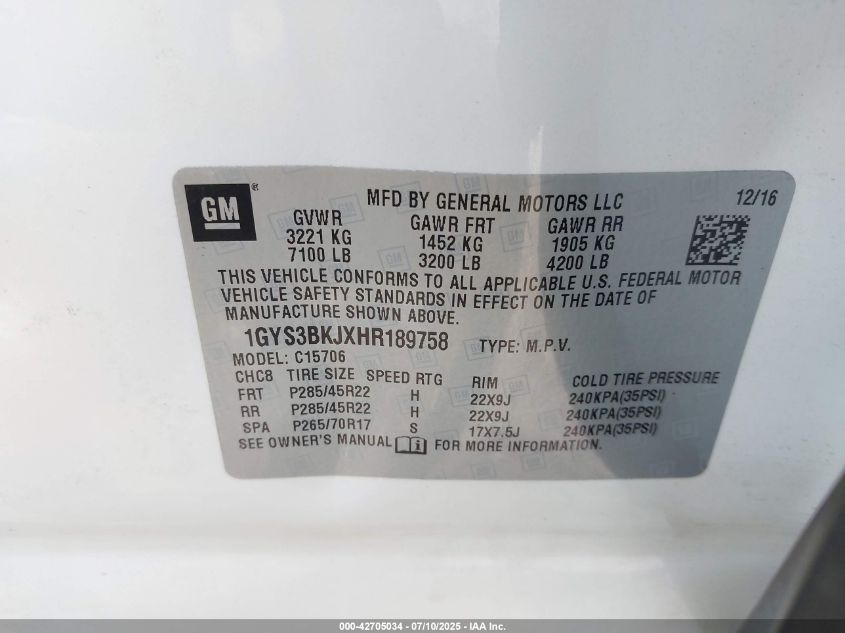 GM ®
MFD BY GENERAL MOTORS LLC 12/16
GVWR GAWR FRT GAWR RR
3221 KG 1452 KG 1905 KG
7100 LB 3200 LB 4200 LB
THIS VEHICLE CONFORMS TO ALL APPLICABLE U.S. FEDERAL MOTOR
VEHICLE SAFETY STANDARDS IN EFFECT ON THE DATE OF
MANUFACTURE SHOWN ABOVE.
1GYS3BKJXHR189758 TYPE: M.P.V.
MODEL: C15706
CHC8 TIRE SIZE SPEED RTG RIM COLD TIRE PRESSURE
FRT P285/45R22 H 22X9J 240KPA(35PSI)
RR P285/45R22 H 22X9J 240KPA(35PSI)
SPA P265/70R17 S 17X7.5J 240KPA(35PSI)
SEE OWNER'S MANUAL FOR MORE INFORMATION.
000-42705034 - 07/10/2025 - IAA Inc.